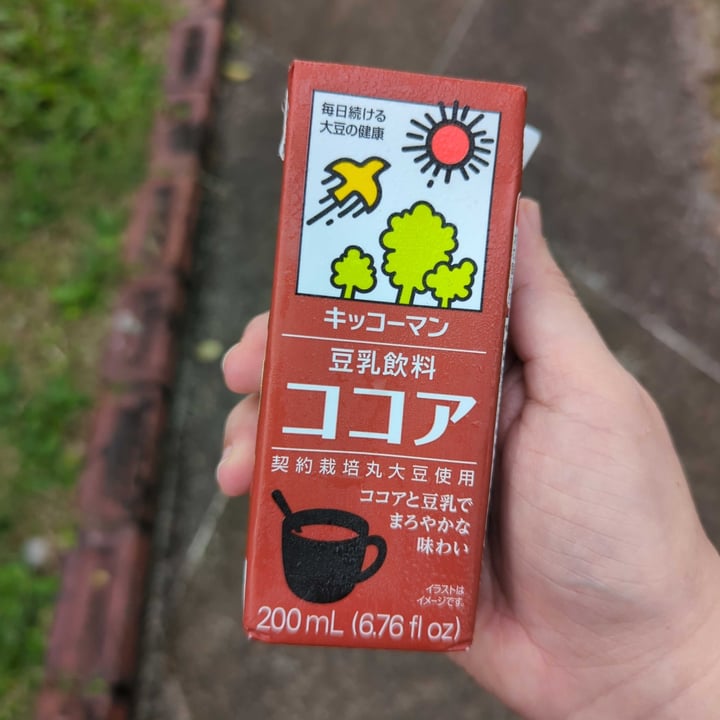 毎日続ける
大豆の健康
キッコーマン
豆乳飲料
ココア
契約栽培丸大豆使用
ココアと豆乳で
まろやかな
味わい
イラストは
イメージです。
200mL (6.76 fl oz)